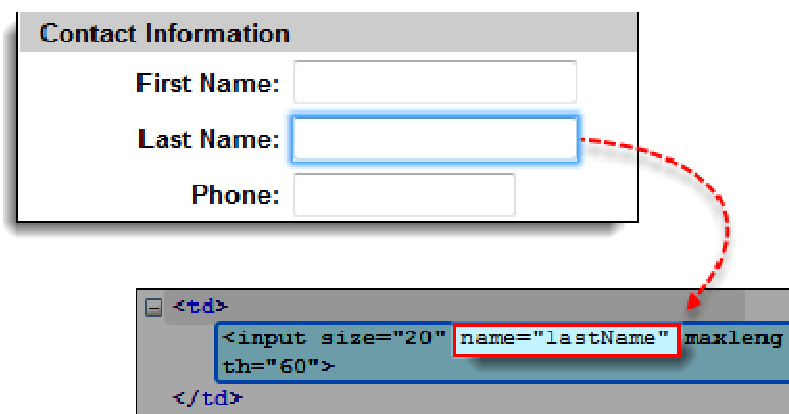 Contact Information
First Name:
Last Name:
Phone:
<td>
<input size="20" name="lastName" maxleng
th="60">
</td>